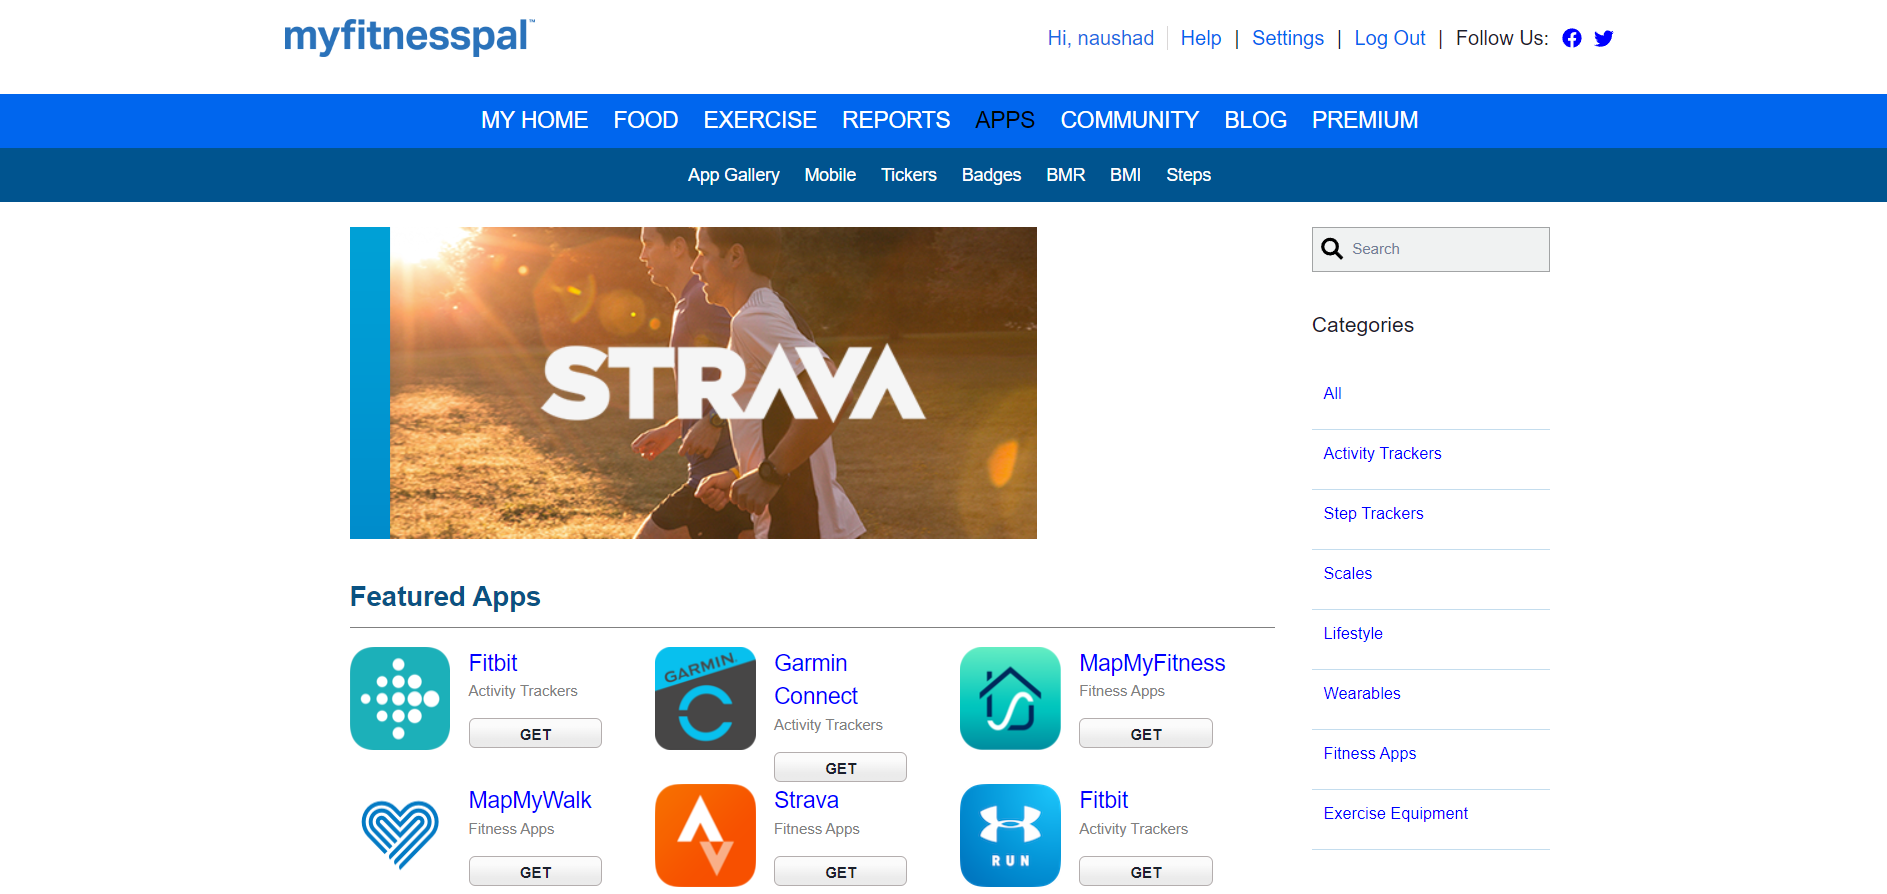 myfitnesspal™
Hi, naushad Help | Settings | Log Out | Follow Us:
MY HOME FOOD EXERCISE REPORTS APPS COMMUNITY BLOG PREMIUM
App Gallery Mobile Tickers Badges BMR BMI Steps
STRAVA
Search
Categories
All
Activity Trackers
Step Trackers
Scales
Lifestyle
Wearables
Fitness Apps
Exercise Equipment
Featured Apps
Fitbit
Activity Trackers
GET
GARMIN
Garmin
Connect
Activity Trackers
GET
MapMyFitness
Fitness Apps
GET
MapMyWalk
Fitness Apps
GET
Strava
Fitness Apps
GET
RUN
Fitbit
Activity Trackers
GET